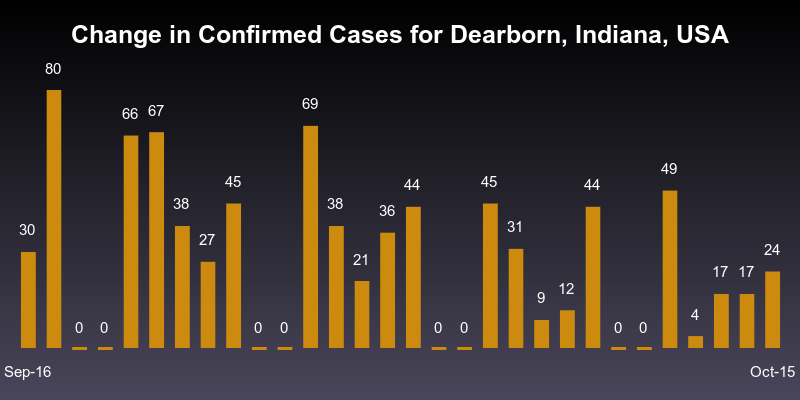 Change in Confirmed Cases for Dearborn, Indiana, USA
30 80 0 0 66 67 38 27 45 0 0 69 38 21 36 44 0 0 45 31 9 12 44 0 0 49 4 17 17 24
Sep-16 Oct-15